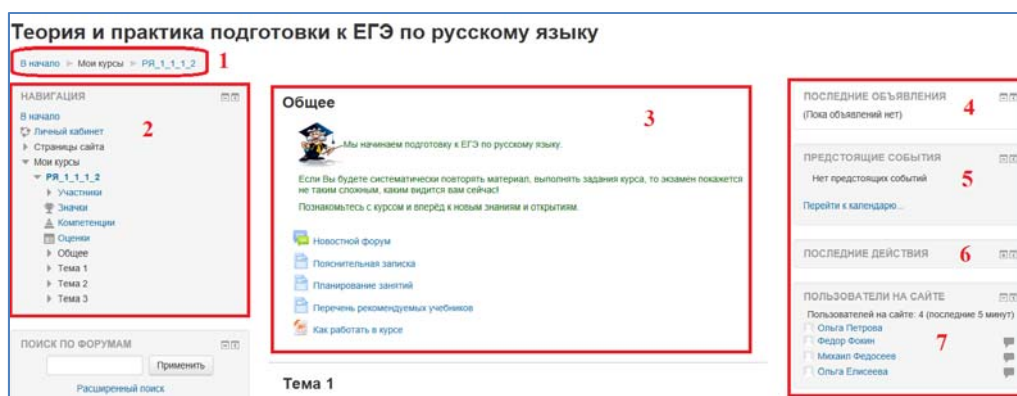 Теория и практика подготовки к ЕГЭ по русскому языку
В начало ► Мои курсы ► РЯ_1_1_1_2
1
НАВИГАЦИЯ
2
В начало
Личный кабинет
Страницы сайта
Мои курсы
РЯ_1_1_1_2
Участники
Значки
Компетенции
Оценки
Общее
Тема 1
Тема 2
Тема 3
ПОИСК ПО ФОРУМАМ
Применить
Расширенный поиск
Общее
3
Мы начинаем подготовку к ЕГЭ по русскому языку.
Если Вы будете систематически повторять материал, выполнять задания курса, то экзамен покажется
не таким сложным, каким видится вам сейчас!
Познакомьтесь с курсом и вперёд к новым знаниям и открытиям.
Новостной форум
Пояснительная записка
Планирование занятий
Перечень рекомендуемых учебников
Как работать в курсе
Тема 1
ПОСЛЕДНИЕ ОБЪЯВЛЕНИЯ
4
(Пока объявлений нет)
ПРЕДСТОЯЩИЕ СОБЫТИЯ
5
Нет предстоящих событий
Перейти к календарю...
ПОСЛЕДНИЕ ДЕЙСТВИЯ
6
ПОЛЬЗОВАТЕЛИ НА САЙТЕ
Пользователей на сайте: 4 (последние 5 минут)
Ольга Петрова
Федор Фокин
7
Михаил Федосеев
Ольга Елисеева